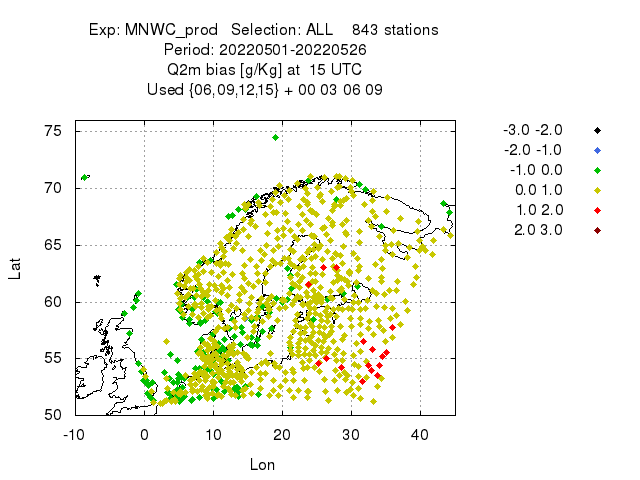 Exp: MNWC_prod Selection: ALL 843 stations
Period: 20220501-20220526
Q2m bias [g/Kg] at 15 UTC
Used {06,09,12,15} + 00 03 06 09
-3.0 -2.0
-2.0 -1.0
-1.0 0.0
0.0 1.0
1.0 2.0
2.0 3.0
75
70
65
60
55
50
Lat
-10 0 10 20 30 40
Lon